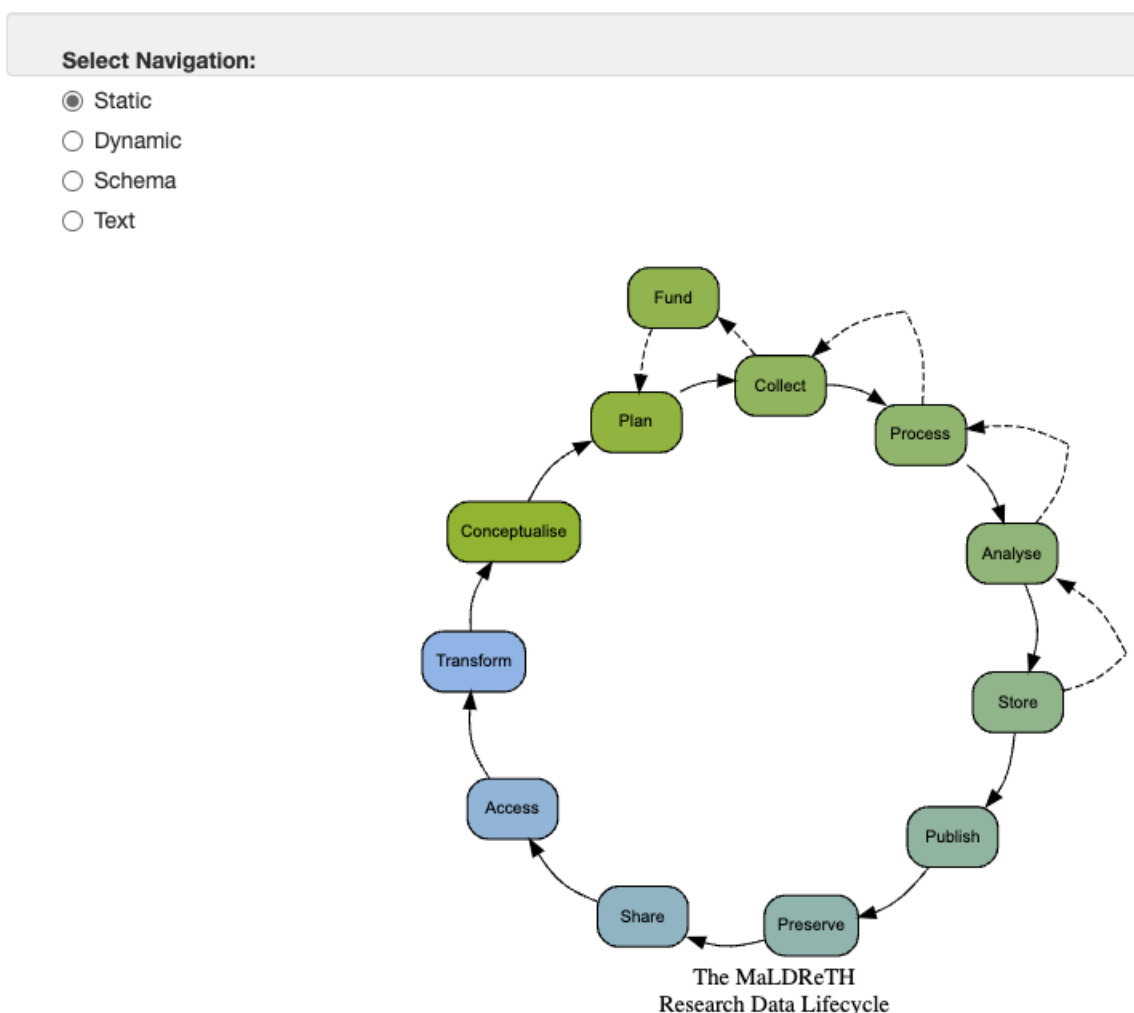 Select Navigation:
Static
Dynamic
Schema
Text
Fund
Collect
Plan
Process
Conceptualise
Analyse
Transform
Store
Access
Publish
Share
Preserve
The MaLDReTH
Research Data Lifecycle